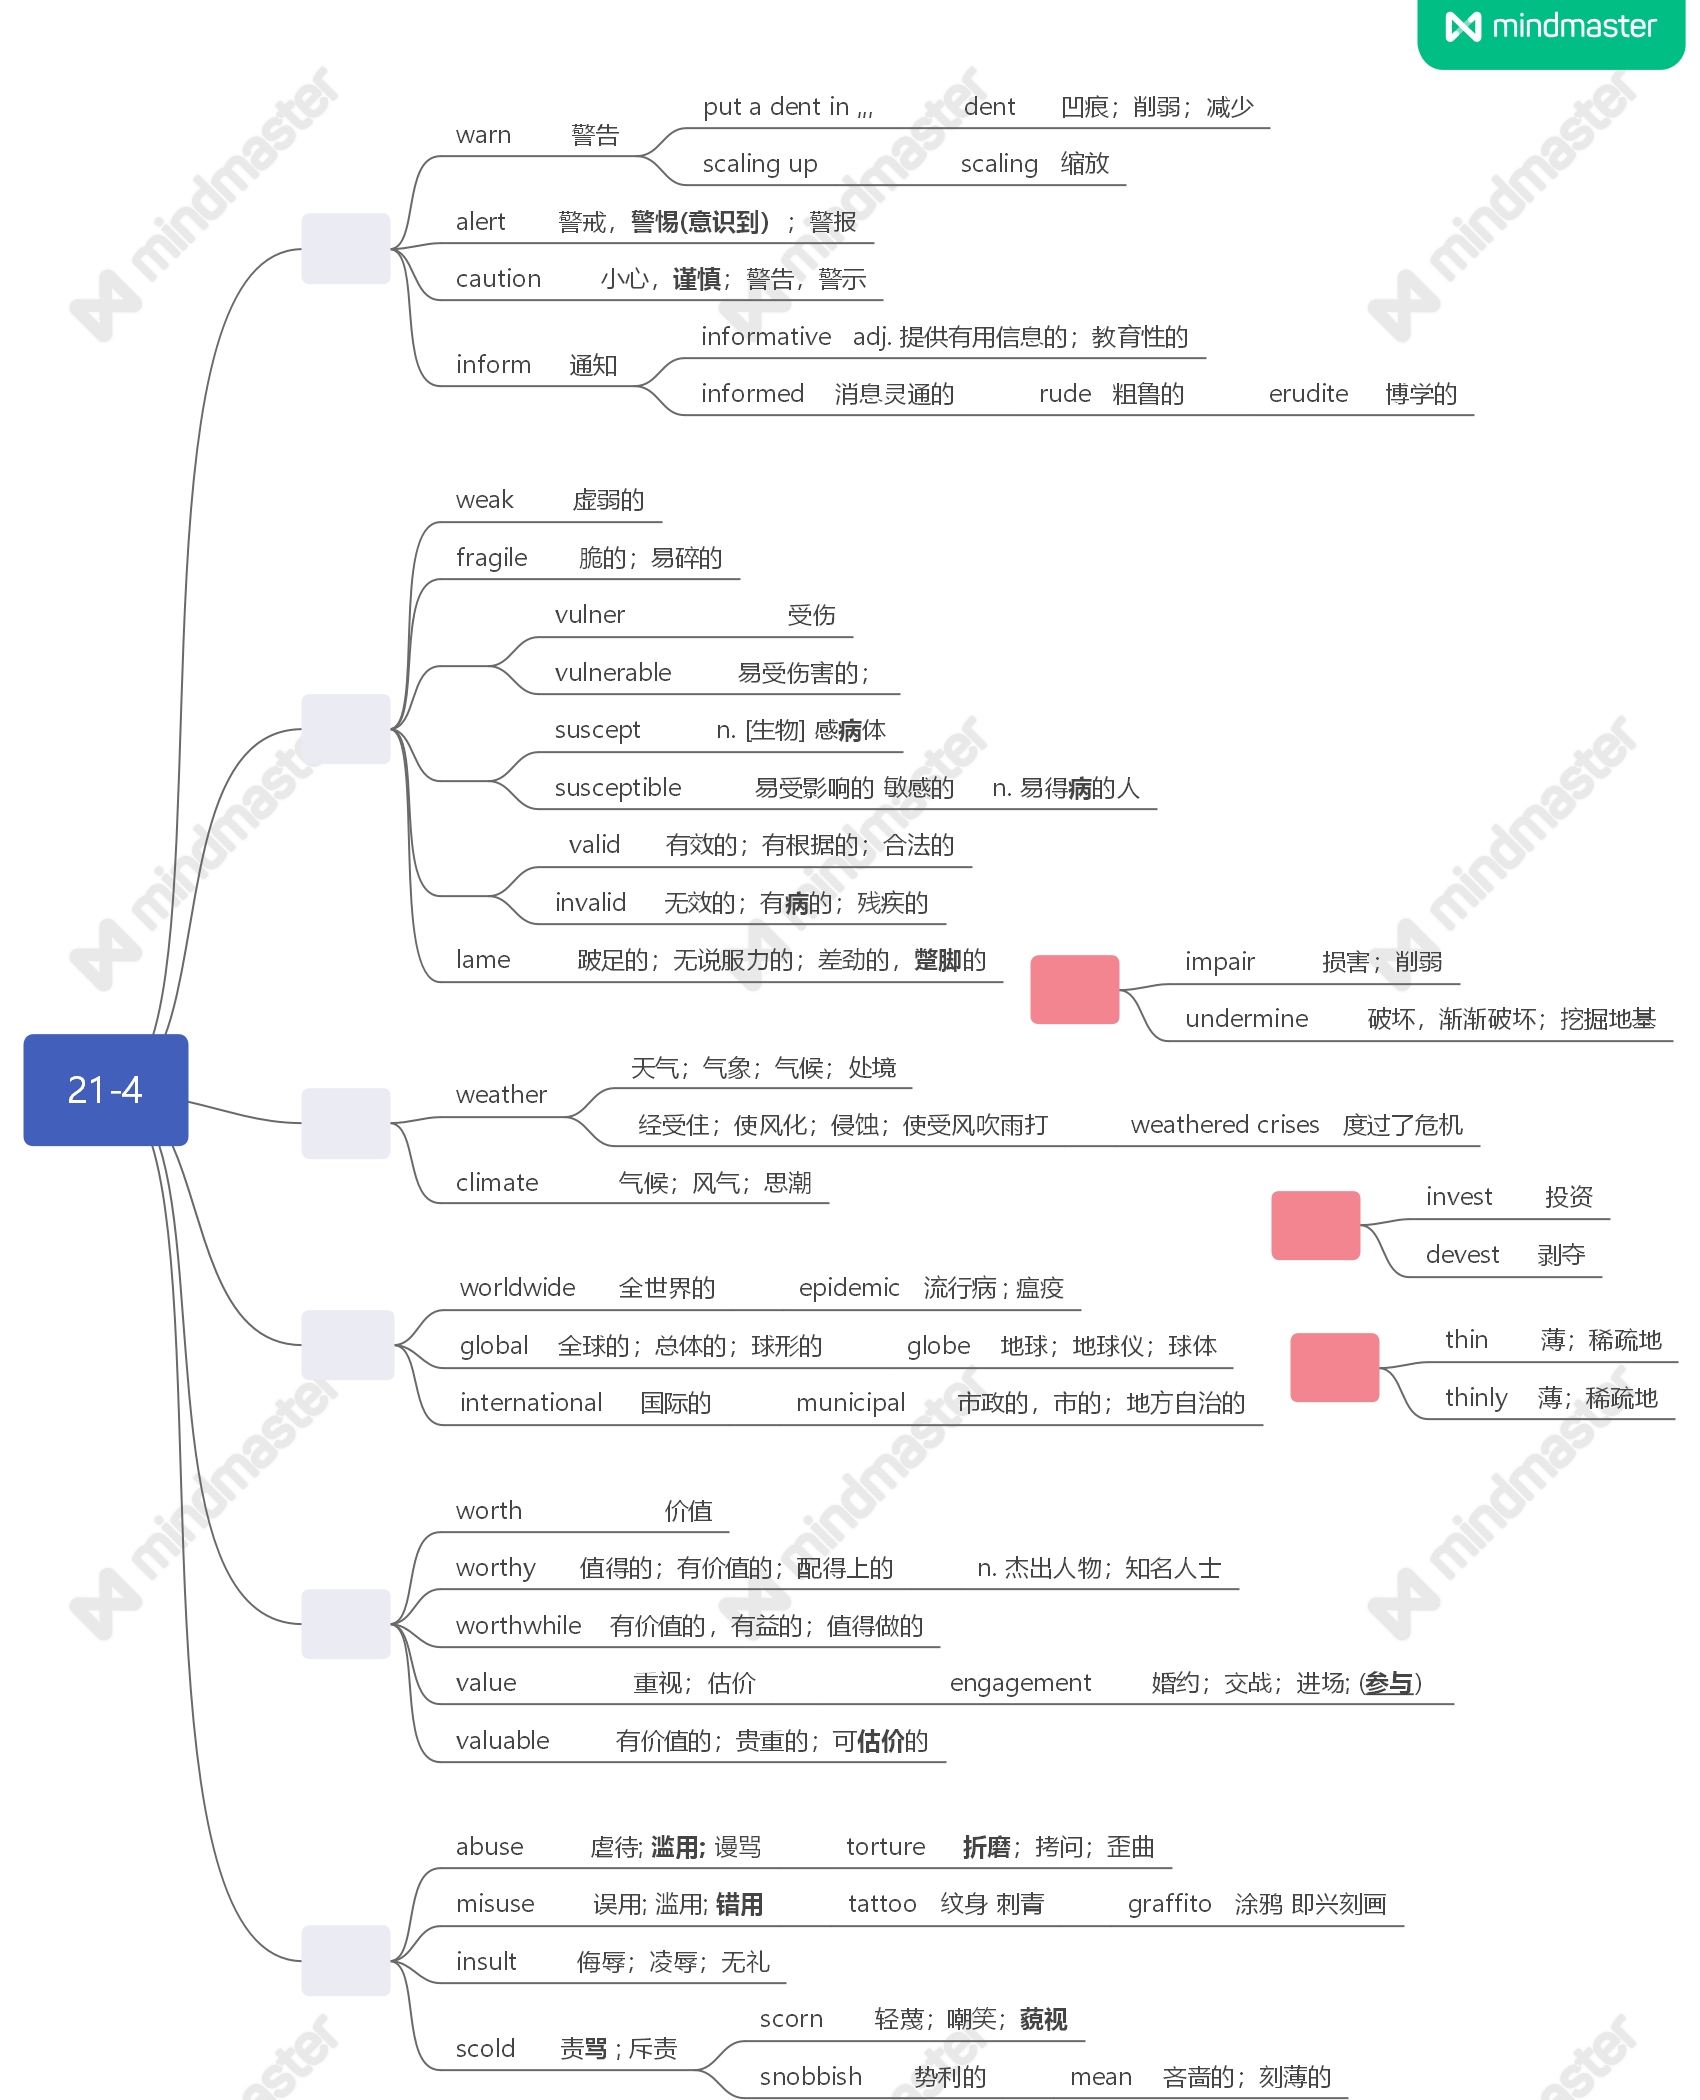 mindmaster
put a dent in ,,, dent 凹痕；削弱；减少
warn 警告
scaling up scaling 缩放
alert 警戒，警惕(意识到) ；警报
caution 小心，谨慎；警告，警示
informative adj. 提供有用信息的；教育性的
inform 通知
informed 消息灵通的 rude 粗鲁的 erudite 博学的
weak 虚弱的
fragile 脆的；易碎的
vulner 受伤
vulnerable 易受伤害的；
suscept n. [生物] 感病体
susceptible 易受影响的 敏感的 n. 易得病的人
valid 有效的；有根据的；合法的
invalid 无效的；有病的；残疾的
lame 跛足的；无说服力的；差劲的，蹩脚的
impair 损害；削弱
undermine 破坏，渐渐破坏；挖掘地基
21-4
天气；气象；气候；处境
weather
经受住；使风化；侵蚀；使受风吹雨打 weathered crises 度过了危机
climate 气候；风气；思潮
invest 投资
devest 剥夺
worldwide 全世界的 epidemic 流行病 ; 瘟疫
global 全球的；总体的；球形的 globe 地球；地球仪；球体
thin 薄；稀疏地
international 国际的 municipal 市政的，市的；地方自治的
thinly 薄；稀疏地
worth 价值
worthy 值得的；有价值的；配得上的 n. 杰出人物；知名人士
worthwhile 有价值的，有益的；值得做的
value 重视；估价 engagement 婚约；交战；进场; (参与)
valuable 有价值的；贵重的；可估价的
abuse 虐待; 滥用; 谩骂 torture 折磨；拷问；歪曲
misuse 误用; 滥用; 错用 tattoo 纹身 刺青 graffito 涂鸦 即兴刻画
insult 侮辱；凌辱；无礼
scorn 轻蔑；嘲笑；藐视
scold 责骂 ; 斥责
snobbish 势利的 mean 吝啬的；刻薄的